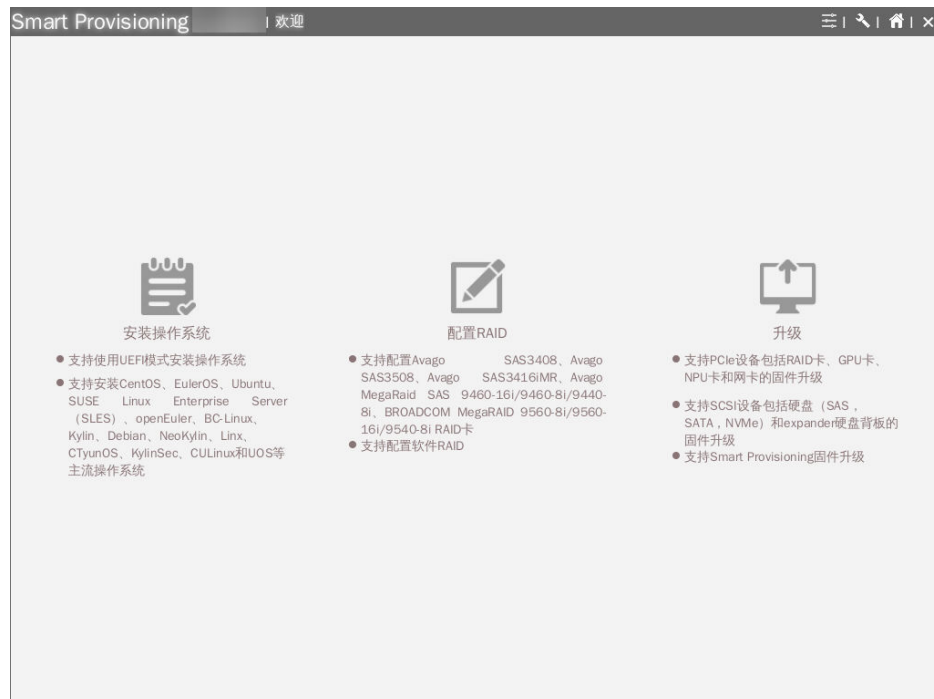 Smart Provisioning | 欢迎
安装操作系统
● 支持使用UEFI模式安装操作系统
● 支持安装CentOS、EulerOS、Ubuntu、
SUSE Linux Enterprise Server
（SLES）、openEuler、BC-Linux、
Kylin、Debian、NeoKylin、Linx、
CTyunOS、KylinSec、CULinux和UOS等
主流操作系统
配置RAID
● 支持配置Avago SAS3408、Avago
SAS3508、Avago SAS3416iMR、Avago
MegaRaid SAS 9460-16i/9460-8i/9440-
8i、BROADCOM MegaRAID 9560-8i/9560-
16i/9540-8i RAID卡
● 支持配置软件RAID
升级
● 支持PCIe设备包括RAID卡、GPU卡、
NPU卡和网卡的固件升级
● 支持SCSI设备包括硬盘（SAS，
SATA，NVMe）和expander硬盘背板的
固件升级
● 支持Smart Provisioning固件升级